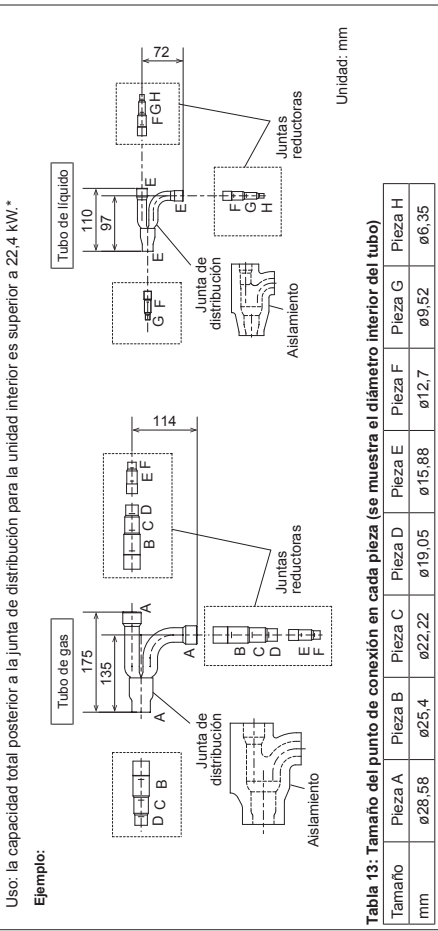 Uso: la capacidad total posterior a la junta de distribución para la unidad interior es superior a 22,4 kW.*
Ejemplo:
Tubo de gas
175
135
A
A
A
D C B
B C D
E F
114
B
C
D
E
F
Junta de
distribución
Juntas
reductoras
Aislamiento
Tubo de líquido
110
97
E
E
E
G F
F G H
72
F
G
H
Junta de
distribución
Juntas
reductoras
Aislamiento
Unidad: mm
Tabla 13: Tamaño del punto de conexión en cada pieza (se muestra el diámetro interior del tubo)
Tamaño Pieza A Pieza B Pieza C Pieza D Pieza E Pieza F Pieza G Pieza H
mm ø28,58 ø25,4 ø22,22 ø19,05 ø15,88 ø12,7 ø9,52 ø6,35